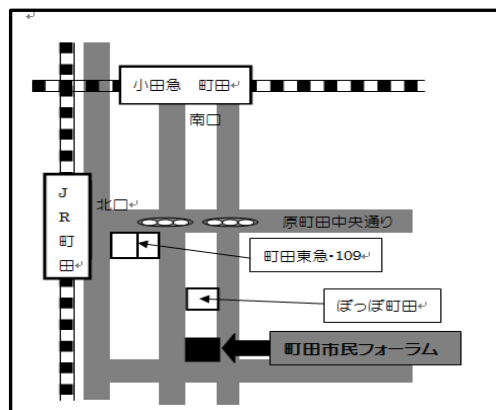 小田急 町田
南口
J
R
町
田
北口
原町田中央通り
町田東急・109
ぽっぽ町田
町田市民フォーラム